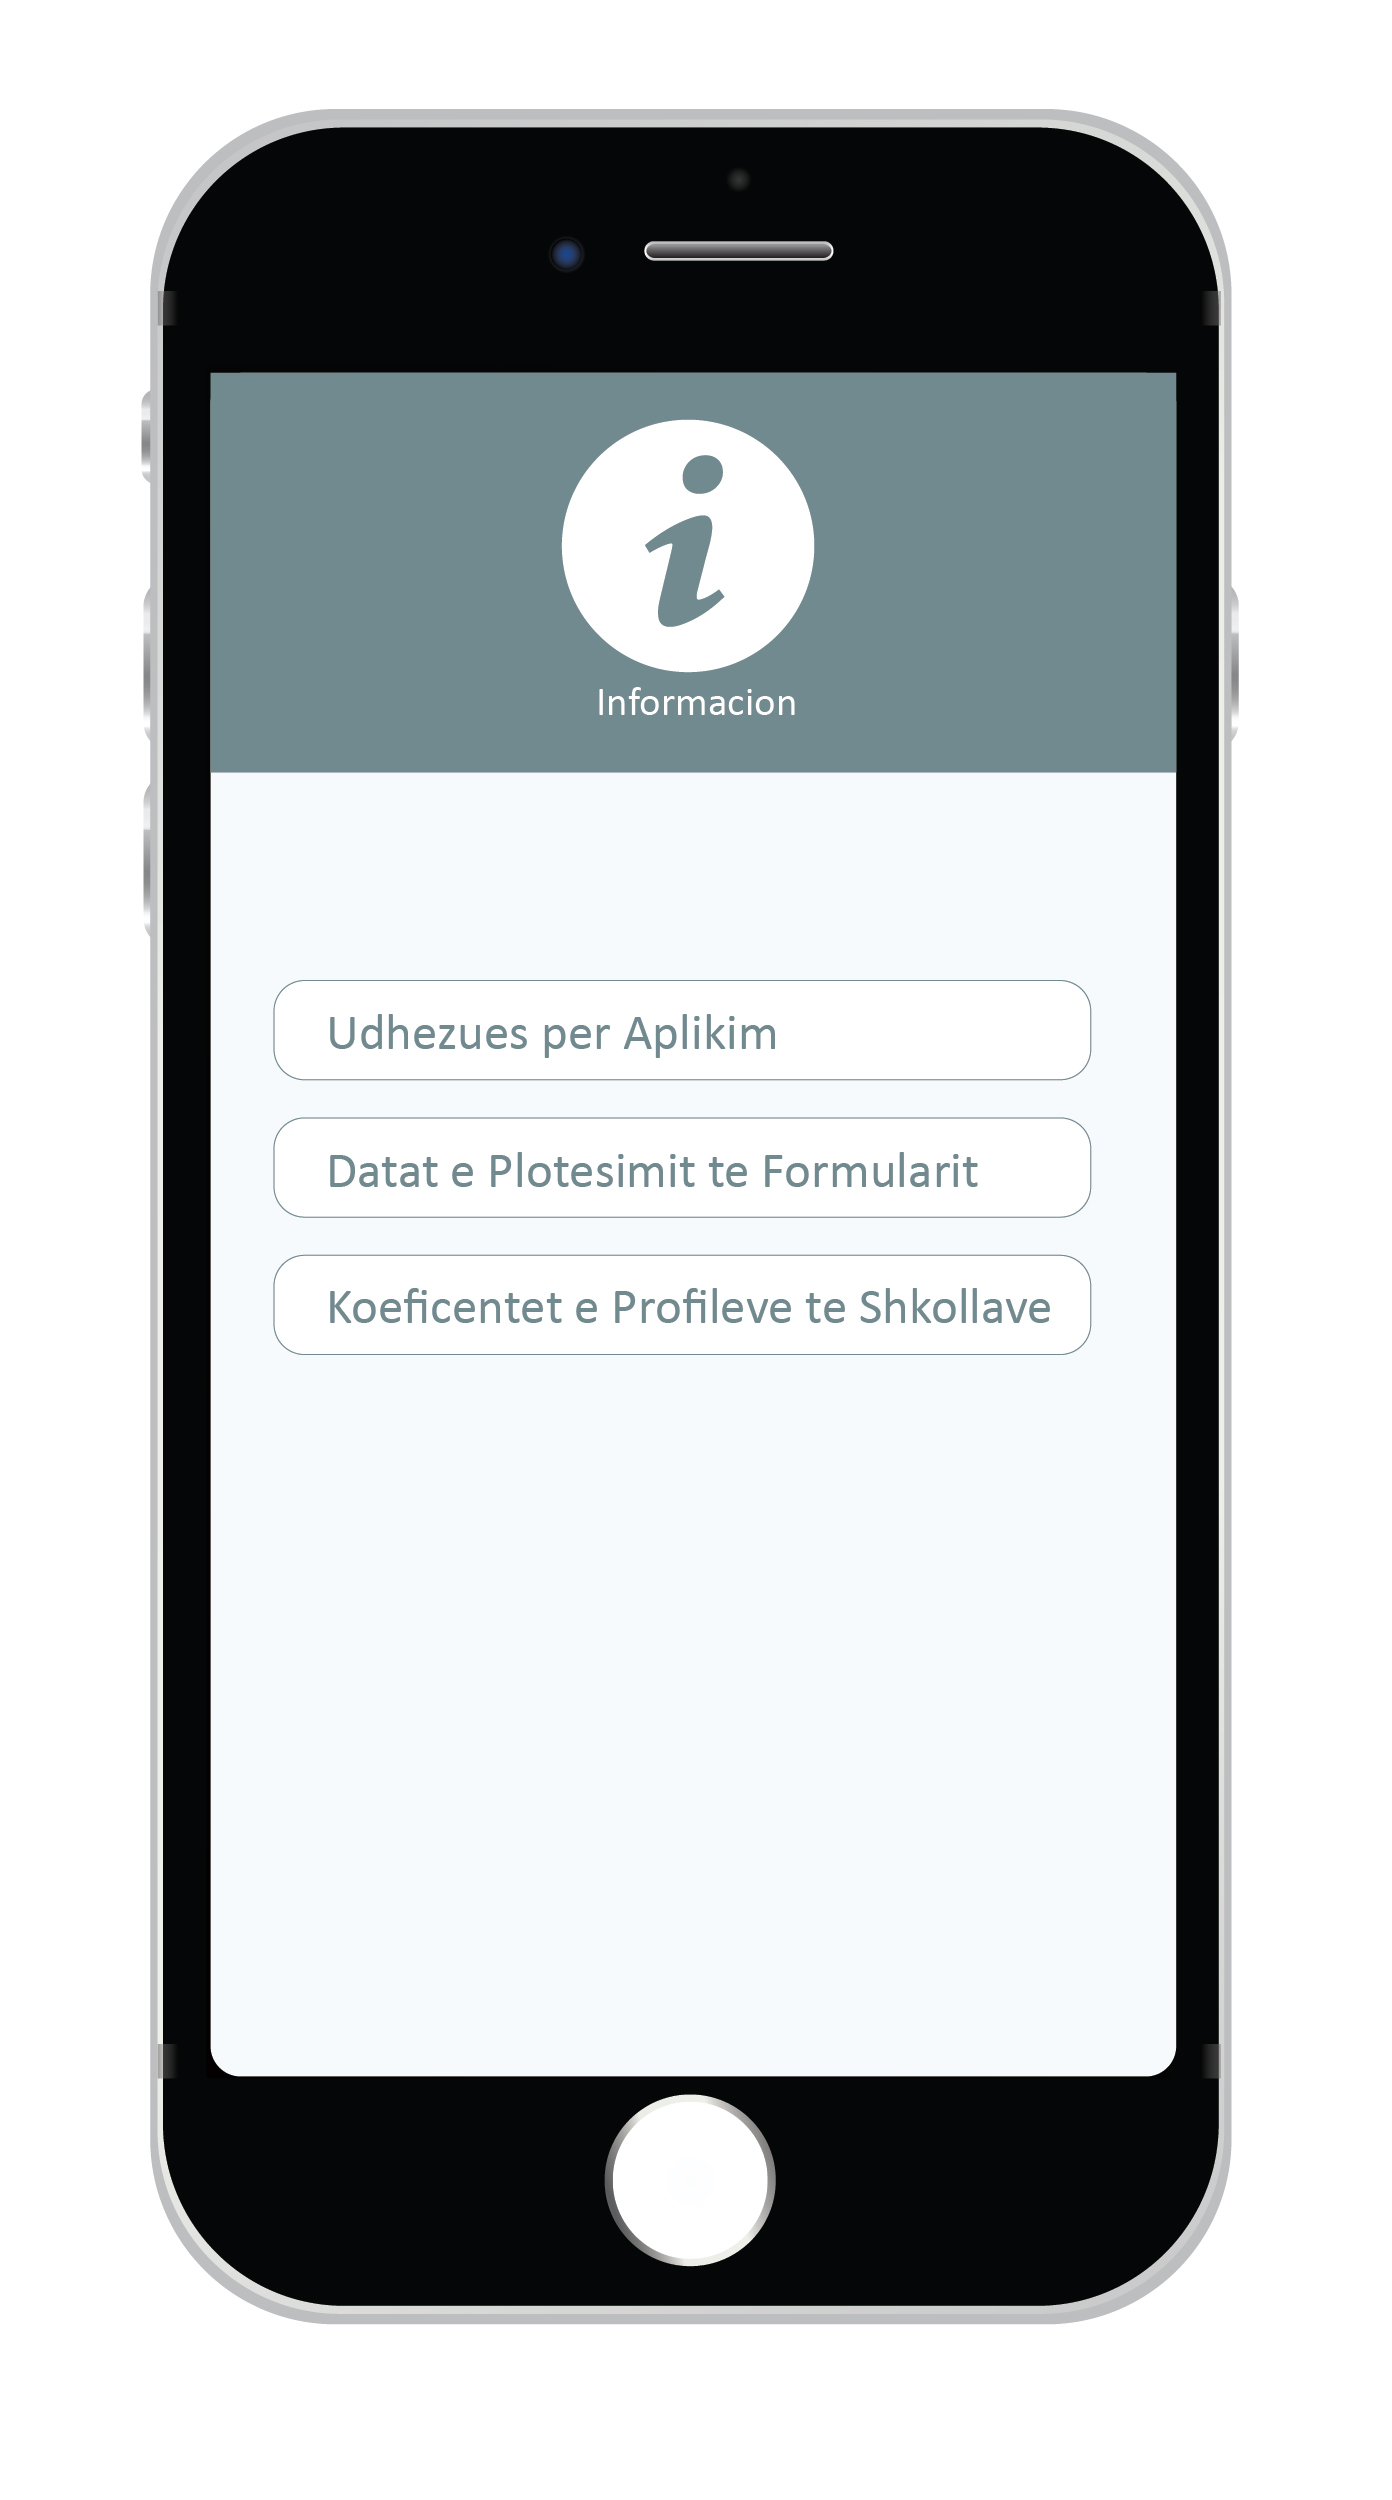 Informacion
Udhezues per Aplikim
Datat e Plotesimit te Formularit
Koeficentet e Profileve te Shkollave